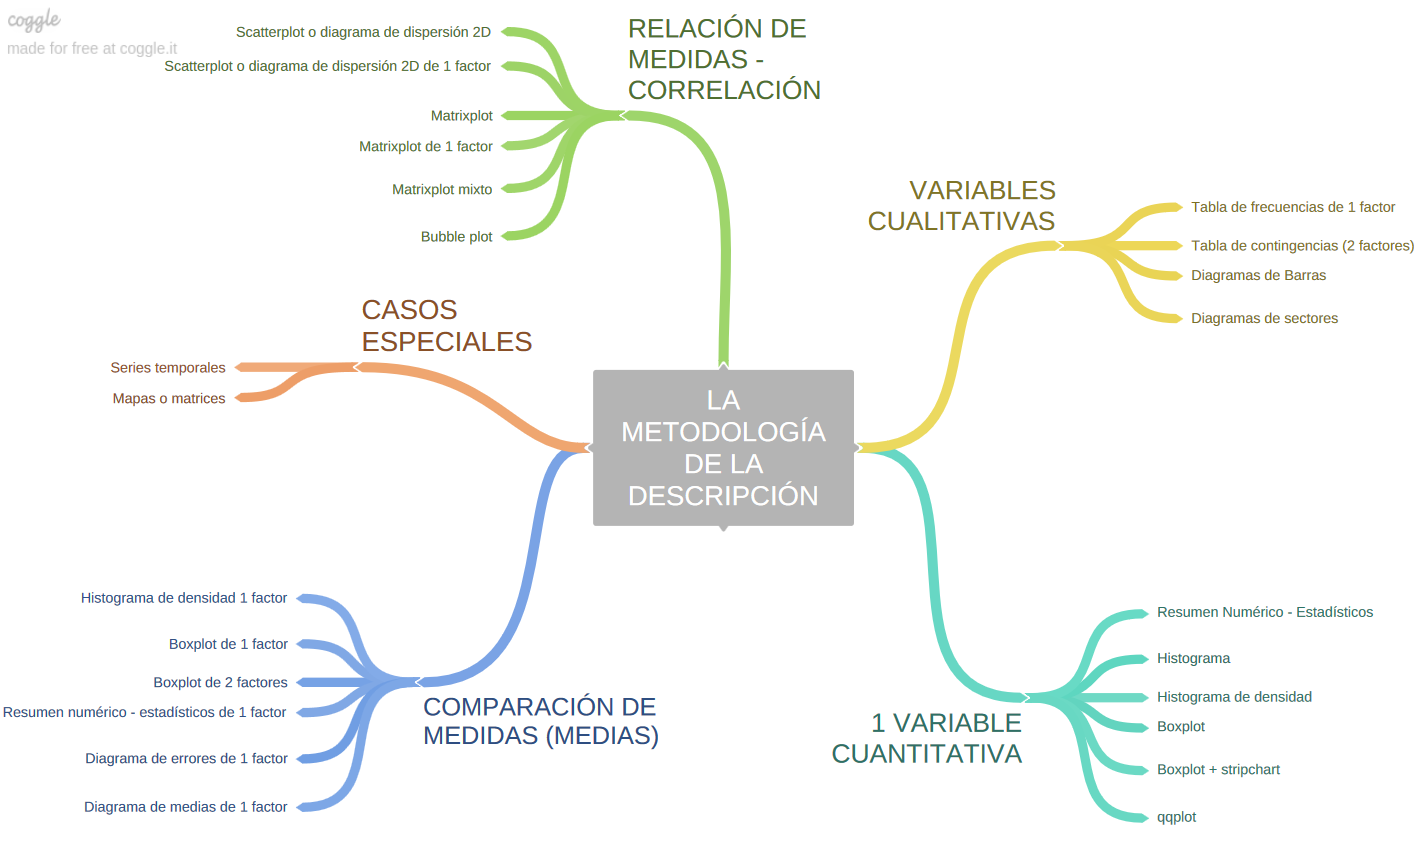 coggle
made for free at coggle.it
RELACIÓN DE
MEDIDAS -
CORRELACIÓN
Scatterplot o diagrama de dispersión 2D
Scatterplot o diagrama de dispersión 2D de 1 factor
Matrixplot
Matrixplot de 1 factor
Matrixplot mixto
Bubble plot
VARIABLES
CUALITATIVAS
Tabla de frecuencias de 1 factor
Tabla de contingencias (2 factores)
Diagramas de Barras
Diagramas de sectores
CASOS
ESPECIALES
Series temporales
Mapas o matrices
LA
METODOLOGÍA
DE LA
DESCRIPCIÓN
Histograma de densidad 1 factor
Boxplot de 1 factor
Boxplot de 2 factores
Resumen numérico - estadísticos de 1 factor
Diagrama de errores de 1 factor
Diagrama de medias de 1 factor
COMPARACIÓN DE
MEDIDAS (MEDIAS)
1 VARIABLE
CUANTITATIVA
Resumen Numérico - Estadísticos
Histograma
Histograma de densidad
Boxplot
Boxplot + stripchart
qqplot